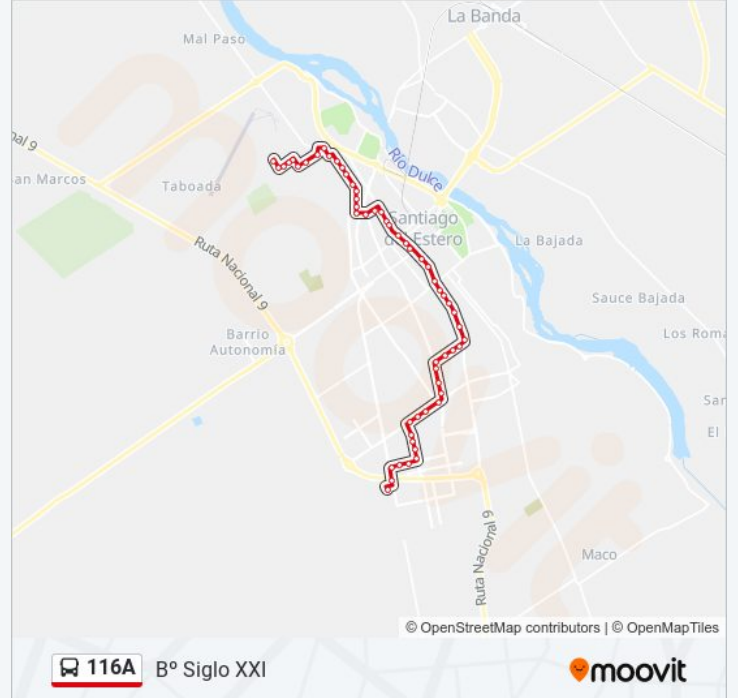 La Banda
Mal Paso
nal 9
an Marcos
Taboada
Río Dulce
Santiago
del Estero
La Bajada
Ruta Nacional 9
Sauce Bajada
Barrio
Autonomía
Los Roma
Sar
El
Ruta Nacional 9
Maco
© OpenStreetMap contributors | © OpenMapTiles
116A Bº Siglo XXI
moovit